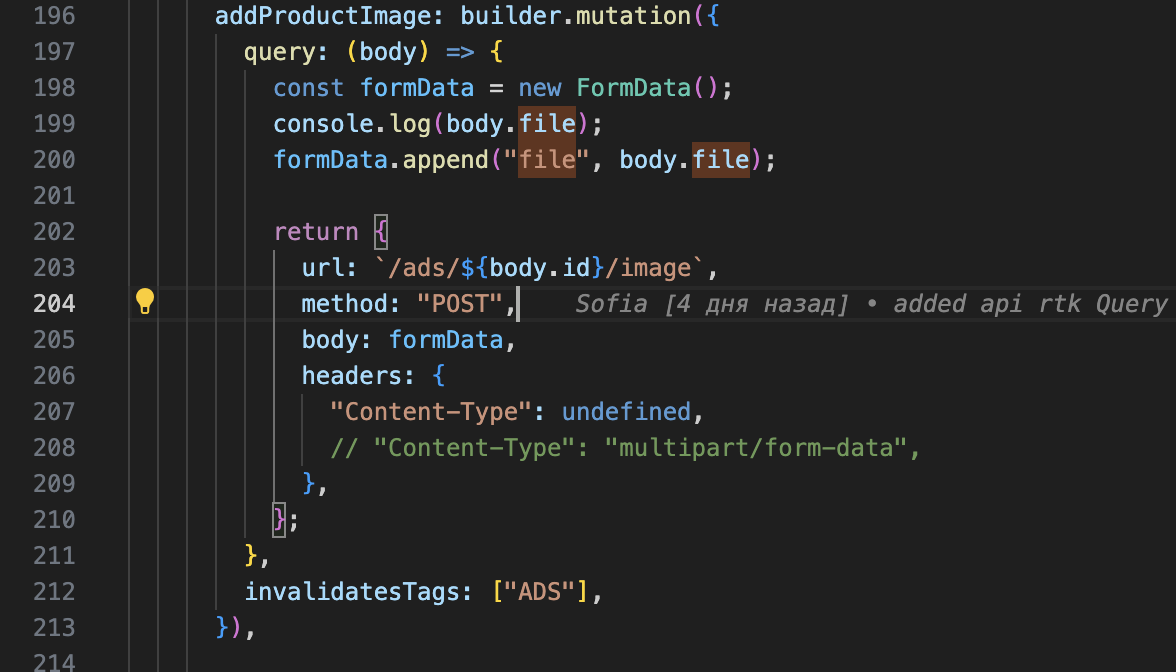 196 addProductImage: builder.mutation({
197 query: (body) => {
198 const formData = new FormData();
199 console.log(body.file);
200 formData.append("file", body.file);
201
202 return {
203 url: `/ads/${body.id}/image`,
204 method: "POST", Sofia [4 дня назад] • added api rtk Query
205 body: formData,
206 headers: {
207 "Content-Type": undefined,
208 // "Content-Type": "multipart/form-data",
209 },
210 };
211 },
212 invalidatesTags: ["ADS"],
213 }),
214